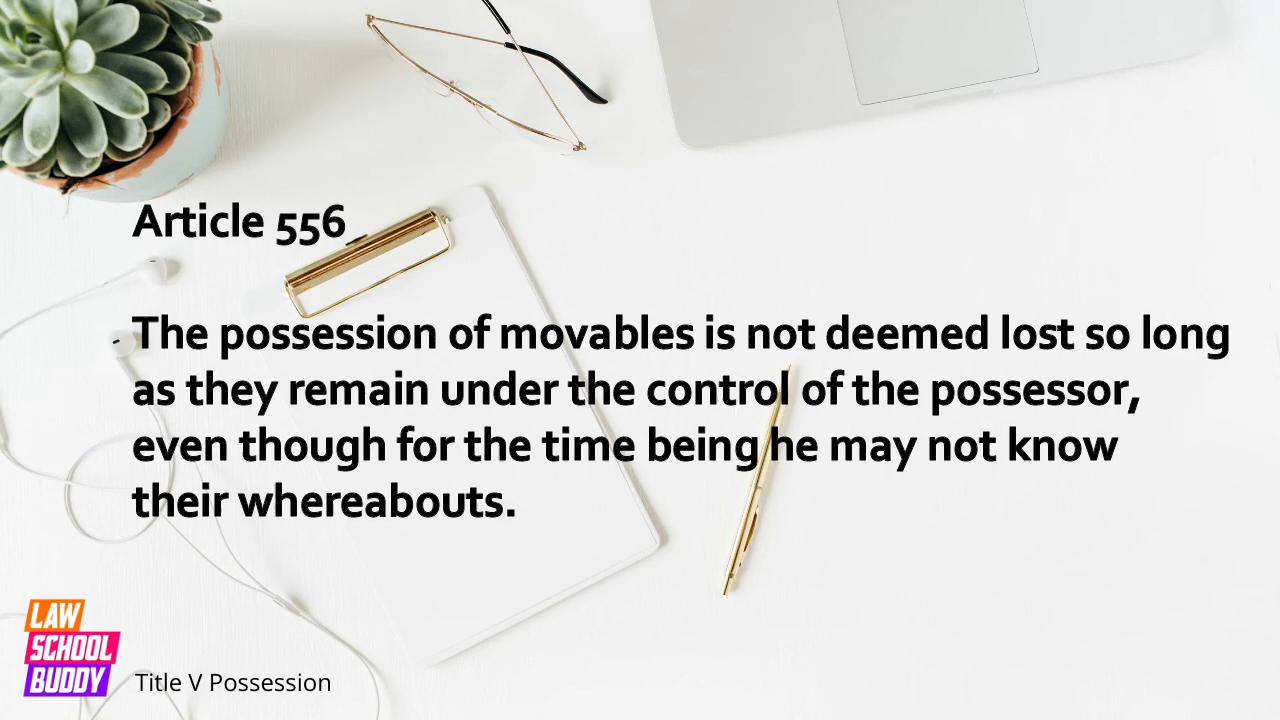 Article 556
The possession of movables is not deemed lost so long
as they remain under the control of the possessor,
even though for the time being he may not know
their whereabouts.
LAW
SCHOOL
BUDDY
Title V Possession